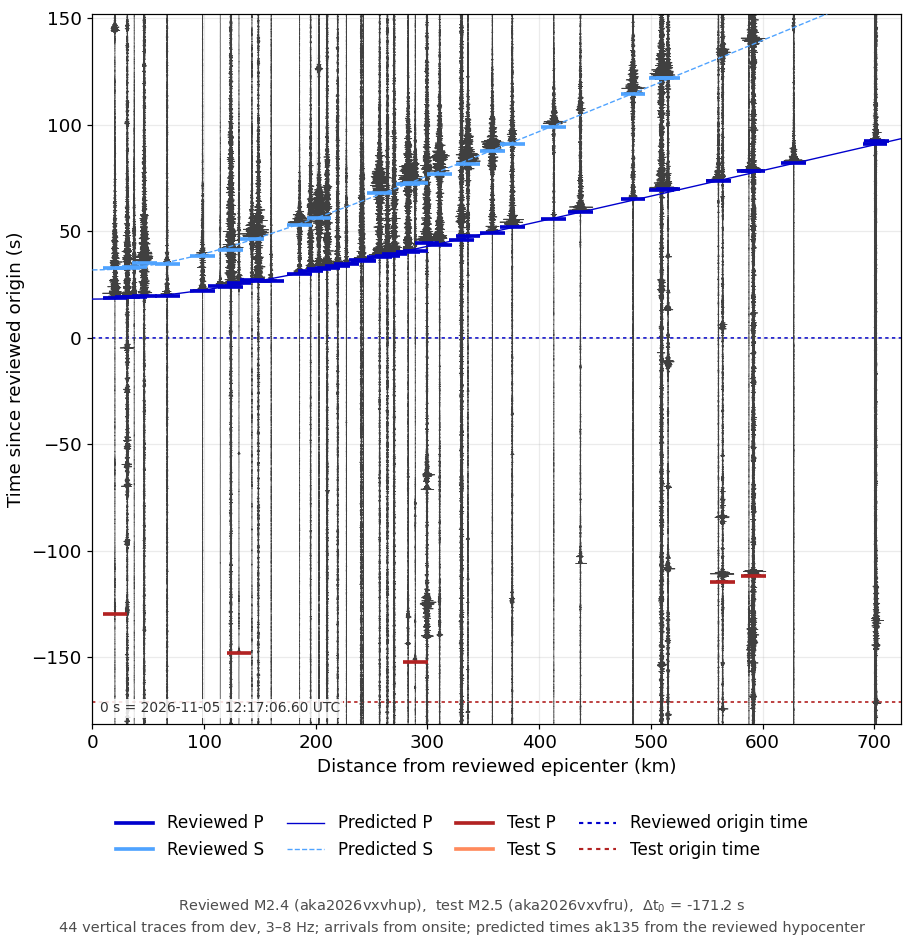 150
100
50
0
−50
−100
−150
Time since reviewed origin (s)
0 s = 2026-11-05 12:17:06.60 UTC
0 100 200 300 400 500 600 700
Distance from reviewed epicenter (km)
Reviewed P Predicted P Test P Reviewed origin time
Reviewed S Predicted S Test S Test origin time
Reviewed M2.4 (aka2026vxvhup), test M2.5 (aka2026vxvfru), Δt₀ = -171.2 s
44 vertical traces from dev, 3–8 Hz; arrivals from onsite; predicted times ak135 from the reviewed hypocenter